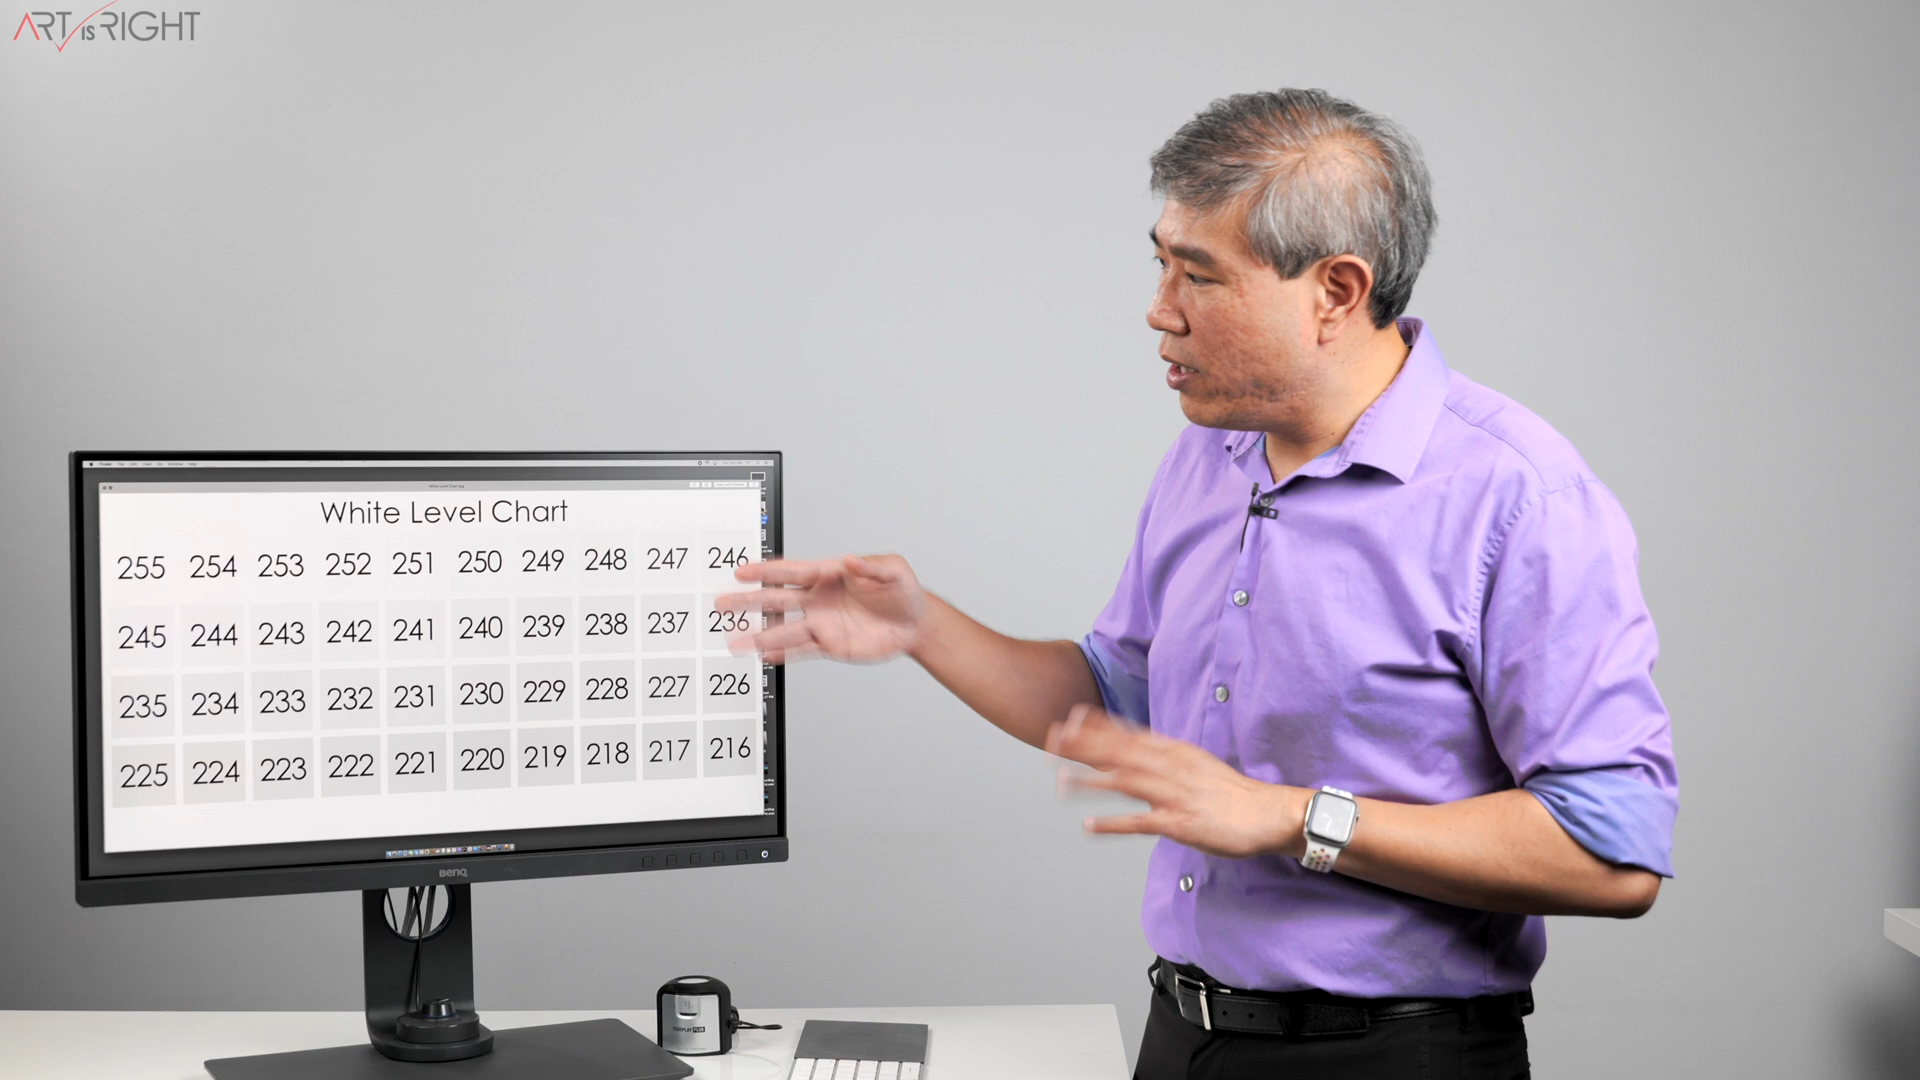 ART IS RIGHT
White Level Chart
255 254 253 252 251 250 249 248 247 246
245 244 243 242 241 240 239 238 237 236
235 234 233 232 231 230 229 228 227 226
225 224 223 222 221 220 219 218 217 216
BenQ